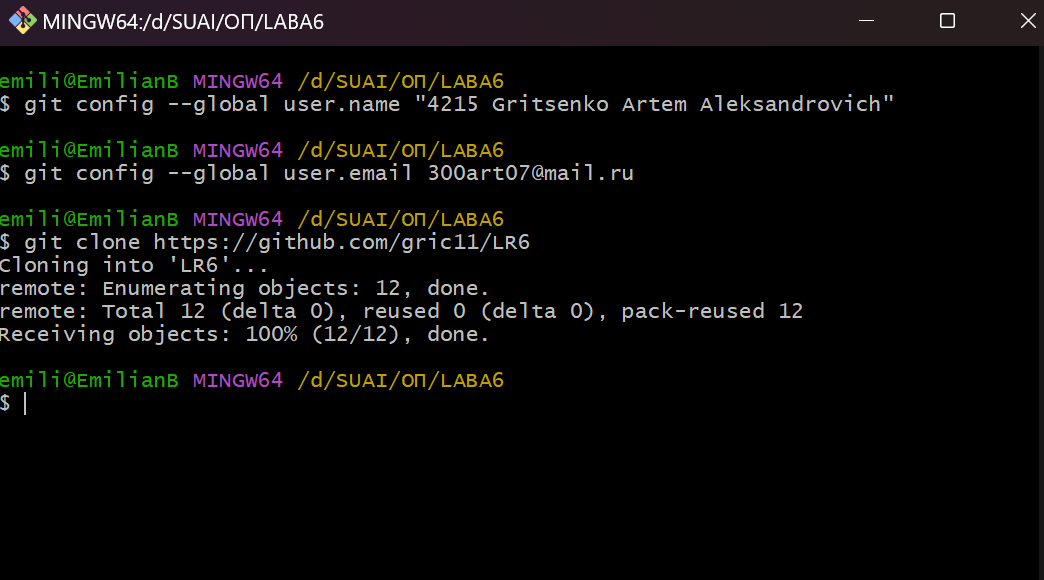 MINGW64:/d/SUAI/ОП/LABA6
emili@EmilianB MINGW64 /d/SUAI/ОП/LABA6
$ git config --global user.name "4215 Gritsenko Artem Aleksandrovich"
emili@EmilianB MINGW64 /d/SUAI/ОП/LABA6
$ git config --global user.email 300art07@mail.ru
emili@EmilianB MINGW64 /d/SUAI/ОП/LABA6
$ git clone https://github.com/gric11/LR6
Cloning into 'LR6'...
remote: Enumerating objects: 12, done.
remote: Total 12 (delta 0), reused 0 (delta 0), pack-reused 12
Receiving objects: 100% (12/12), done.
emili@EmilianB MINGW64 /d/SUAI/ОП/LABA6
$